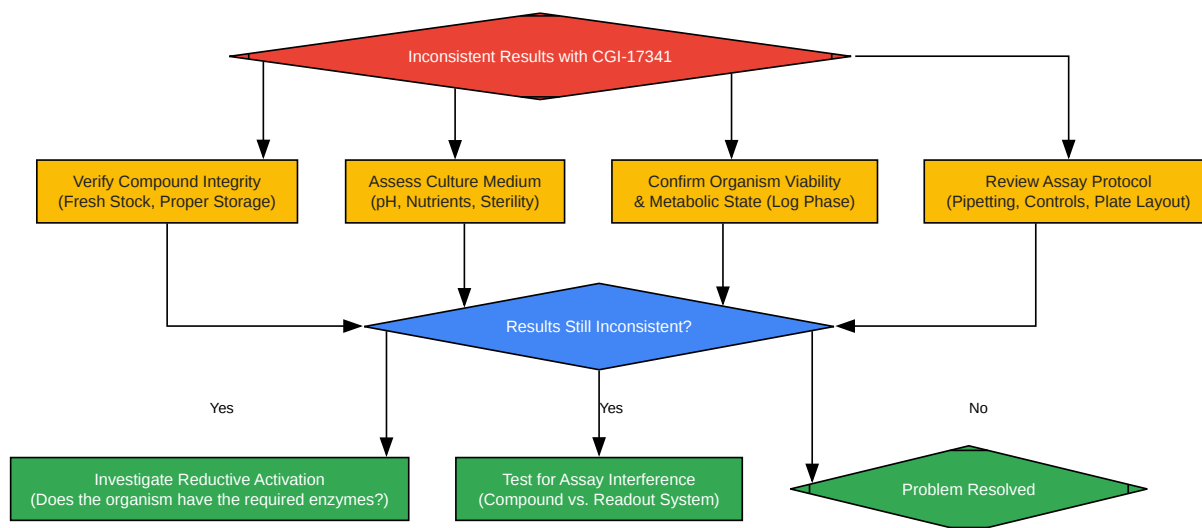 Inconsistent Results with CGI-17341
Verify Compound Integrity
(Fresh Stock, Proper Storage)
Assess Culture Medium
(pH, Nutrients, Sterility)
Confirm Organism Viability
& Metabolic State (Log Phase)
Review Assay Protocol
(Pipetting, Controls, Plate Layout)
Results Still Inconsistent?
Yes
Yes
No
Investigate Reductive Activation
(Does the organism have the required enzymes?)
Test for Assay Interference
(Compound vs. Readout System)
Problem Resolved